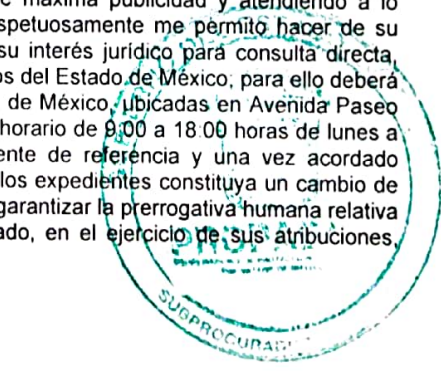 e máxima publicidad y atendiendo a lo
spetuosamente me permito hacer de su
su interés jurídico para consulta directa,
os del Estado de México, para ello deberá
de México, ubicadas en Avenida Paseo
horario de 9:00 a 18:00 horas de lunes a
ente de referencia y una vez acordado
los expedientes constituya un cambio de
garantizar la prerrogativa humana relativa
ado, en el ejercicio de sus atribuciones,
SUBPROCURAD